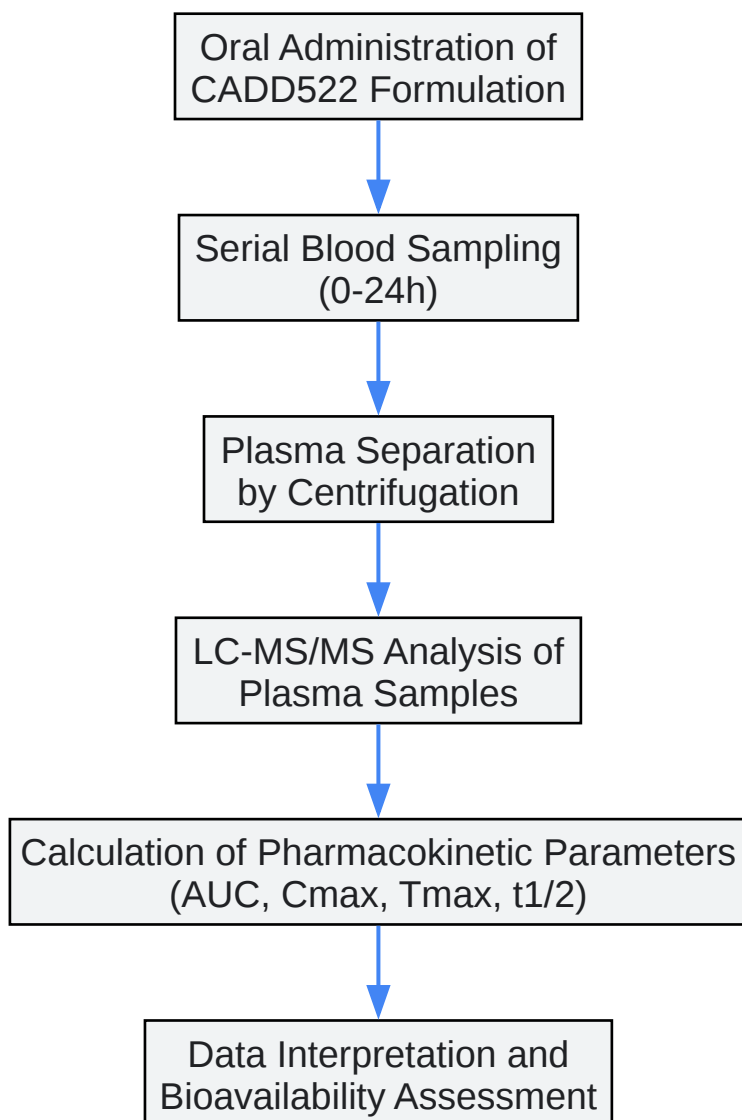 Oral Administration of
CADD522 Formulation
Serial Blood Sampling
(0-24h)
Plasma Separation
by Centrifugation
LC-MS/MS Analysis of
Plasma Samples
Calculation of Pharmacokinetic Parameters
(AUC, Cmax, Tmax, t1/2)
Data Interpretation and
Bioavailability Assessment